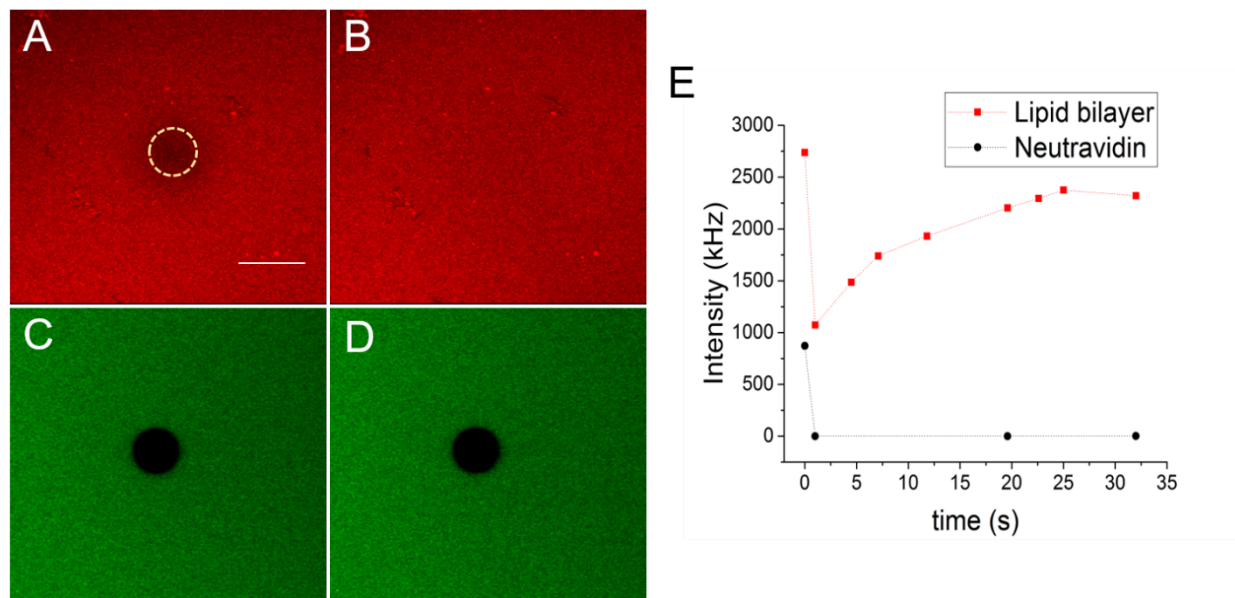 A
B
C
D
E
Lipid bilayer
Neutravidin
3000
2500
2000
1500
1000
500
0
Intensity (kHz)
0 5 10 15 20 25 30 35
time (s)